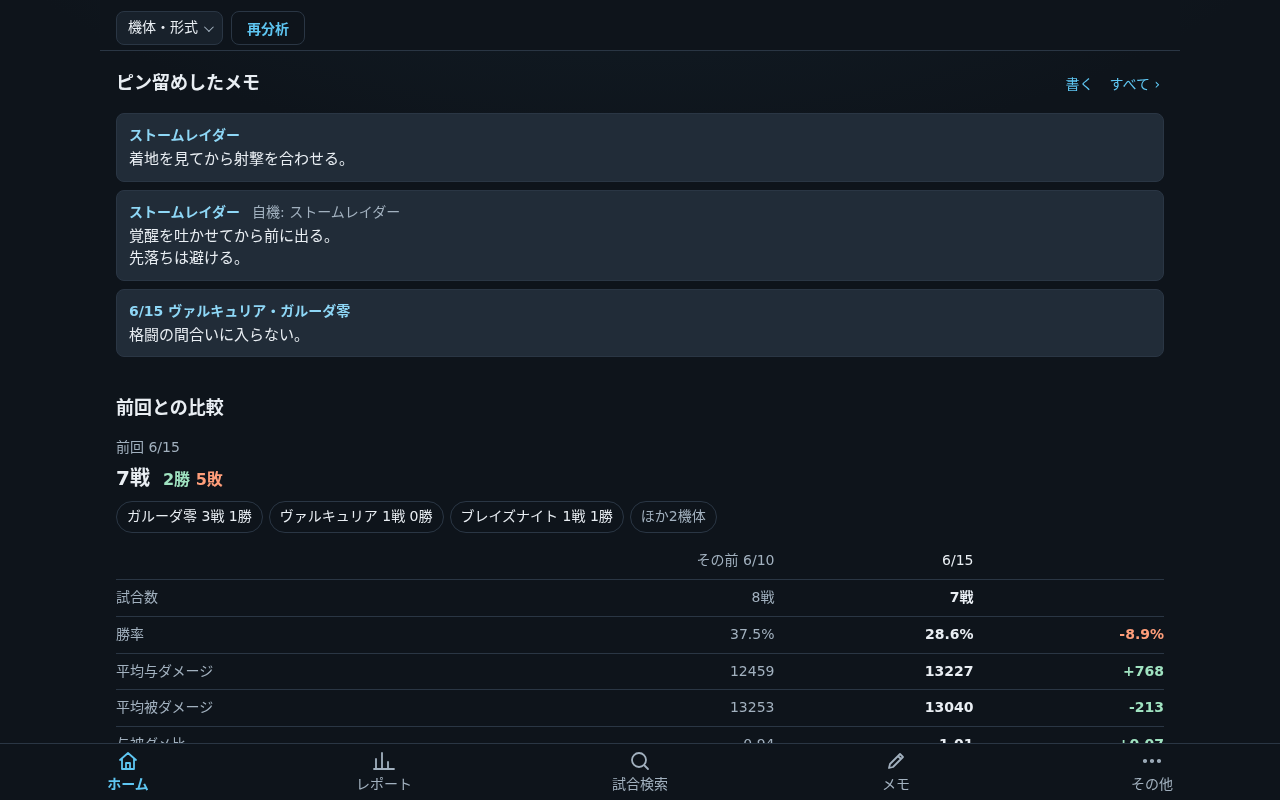 機体・形式
再分析
ピン留めしたメモ
書く すべて ›
ストームレイダー
着地を見てから射撃を合わせる。
ストームレイダー 自機: ストームレイダー
覚醒を吐かせてから前に出る。
先落ちは避ける。
6/15 ヴァルキュリア・ガルーダ零
格闘の間合いに入らない。
前回との比較
前回 6/15
7戦 2勝 5敗
ガルーダ零 3戦 1勝
ヴァルキュリア 1戦 0勝
ブレイズナイト 1戦 1勝
ほか2機体
その前 6/10 6/15
試合数 8戦 7戦
勝率 37.5% 28.6% -8.9%
平均与ダメージ 12459 13227 +768
平均被ダメージ 13253 13040 -213
与被ダメ比 0.94 1.01 +0.07
ホーム
レポート
試合検索
メモ
その他